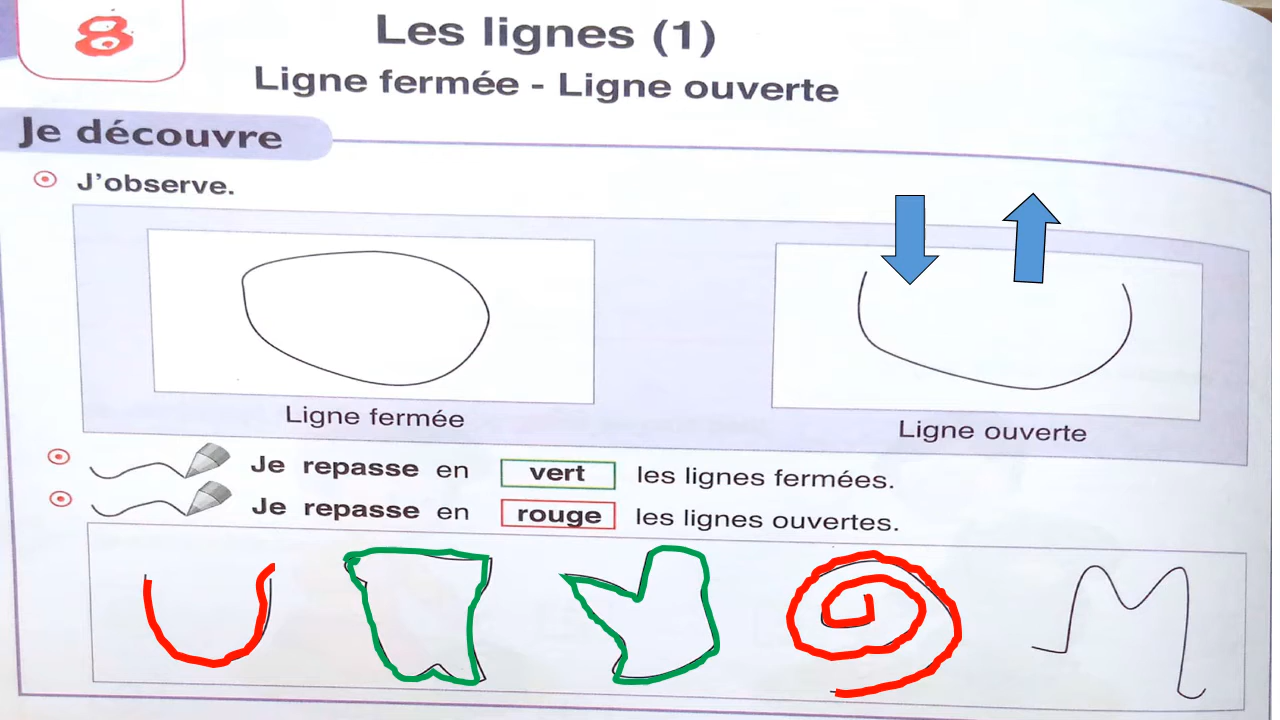 8
Les lignes (1)
Ligne fermée - Ligne ouverte
Je découvre
J'observe.
Ligne fermée
Ligne ouverte
Je repasse en vert les lignes fermées.
Je repasse en rouge les lignes ouvertes.